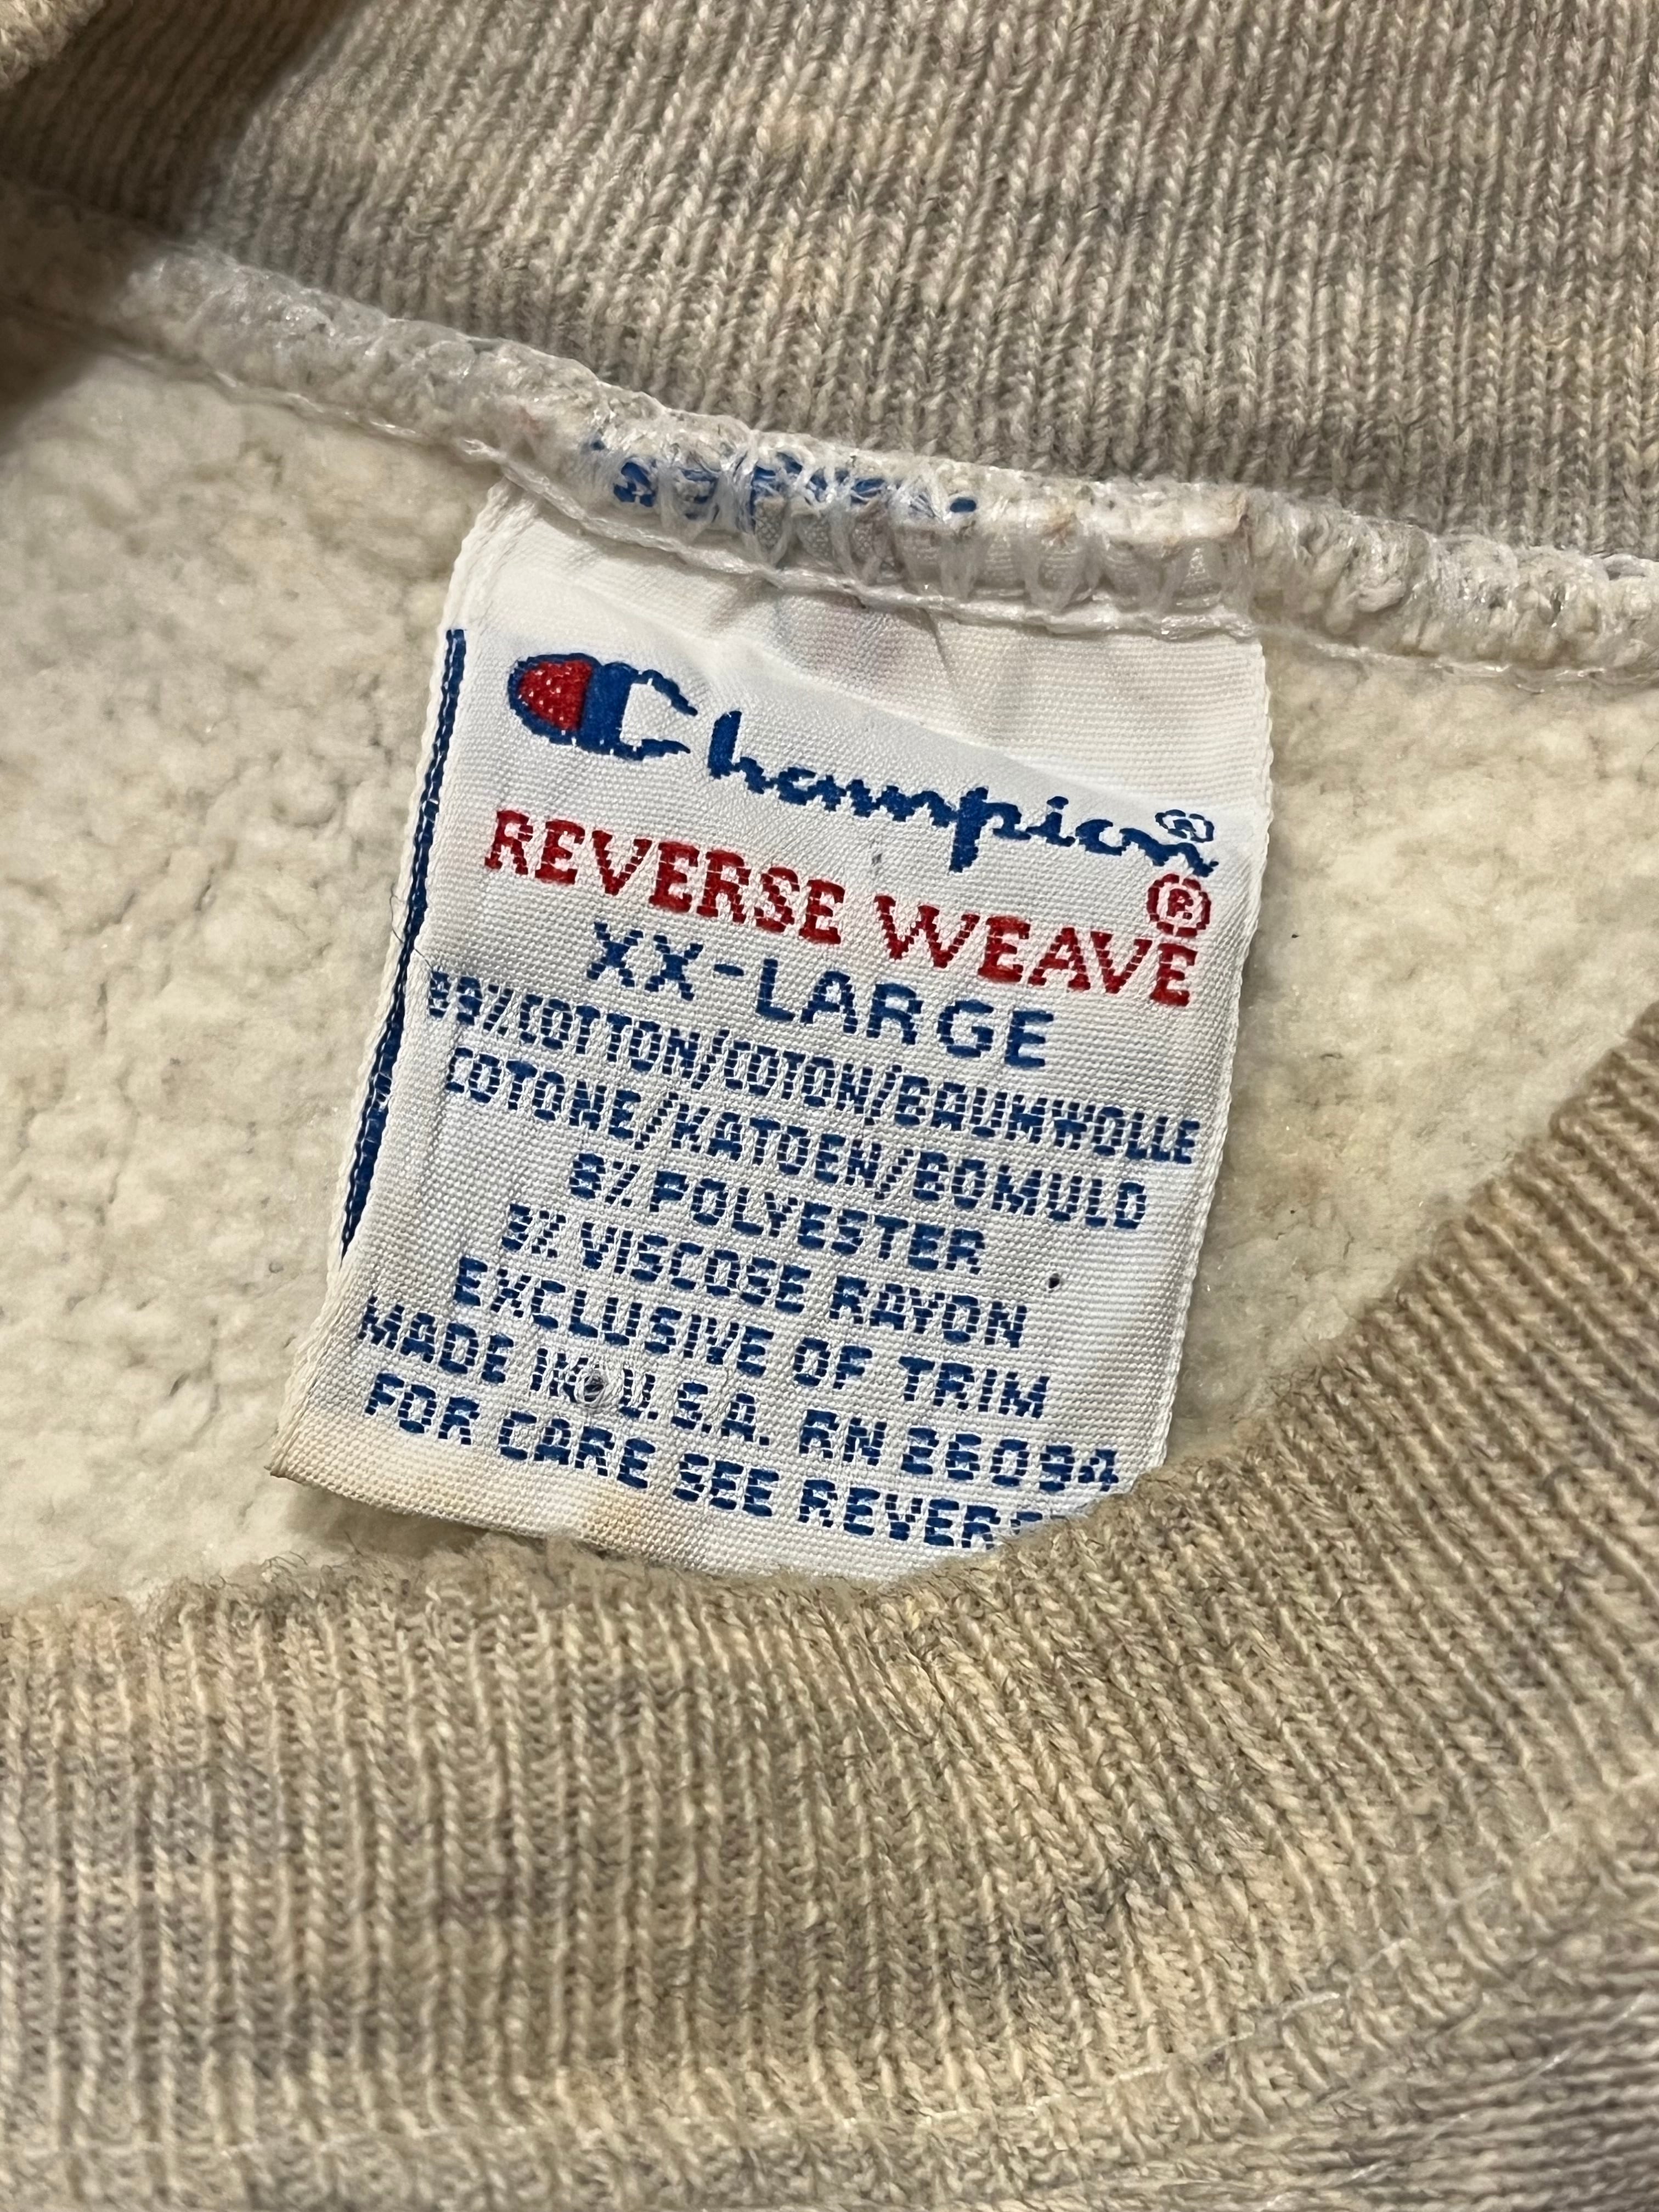 Champion®
REVERSE WEAVE®
XX-LARGE
89%COTTON/COTON/BAUMWOLLE
COTONE/KATOEN/BOMULD
8%POLYESTER
3% VISCOSE RAYON
EXCLUSIVE OF TRIM
MADE IN U.S.A. RN 26094
FOR CARE SEE REVERS